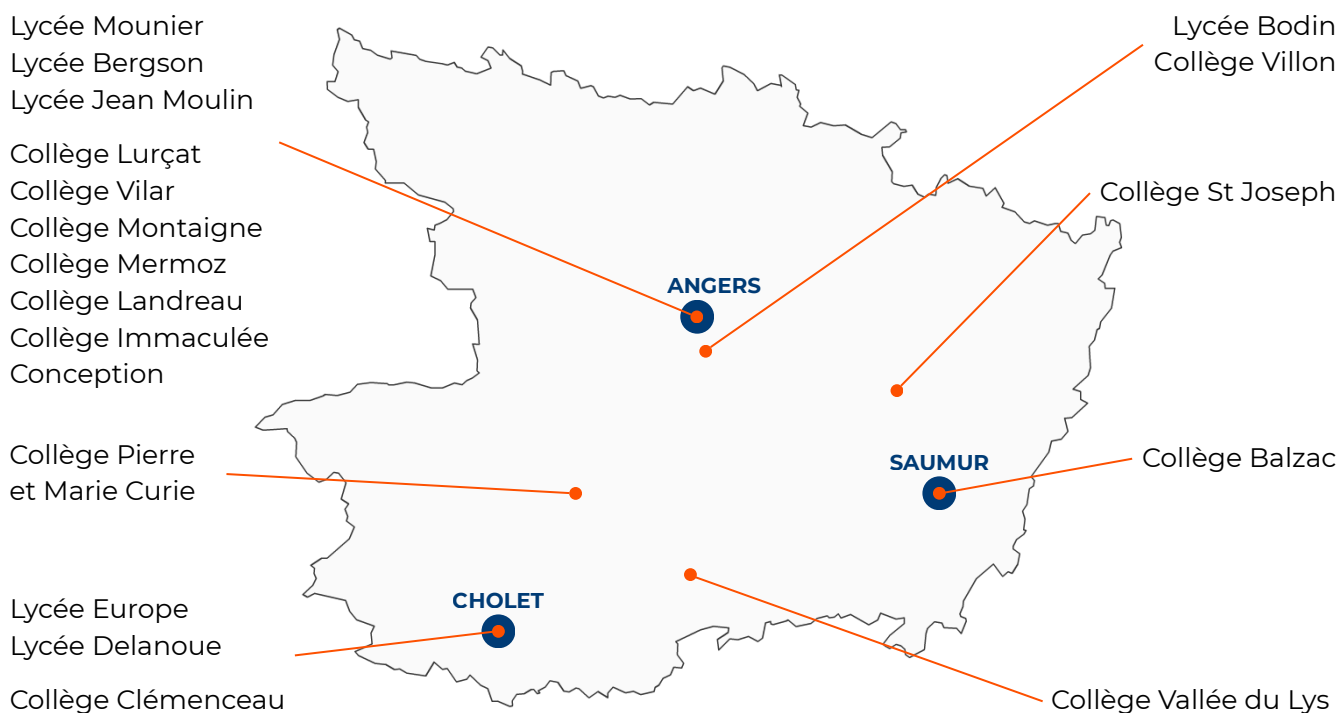 Lycée Mounier
Lycée Bergson
Lycée Jean Moulin
Collège Lurçat
Collège Vilar
Collège Montaigne
Collège Mermoz
Collège Landreau
Collège Immaculée
Conception
Collège Pierre
et Marie Curie
Lycée Europe
Lycée Delanoue
Collège Clémenceau
ANGERS
SAUMUR
CHOLET
Lycée Bodin
Collège Villon
Collège St Joseph
Collège Balzac
Collège Vallée du Lys